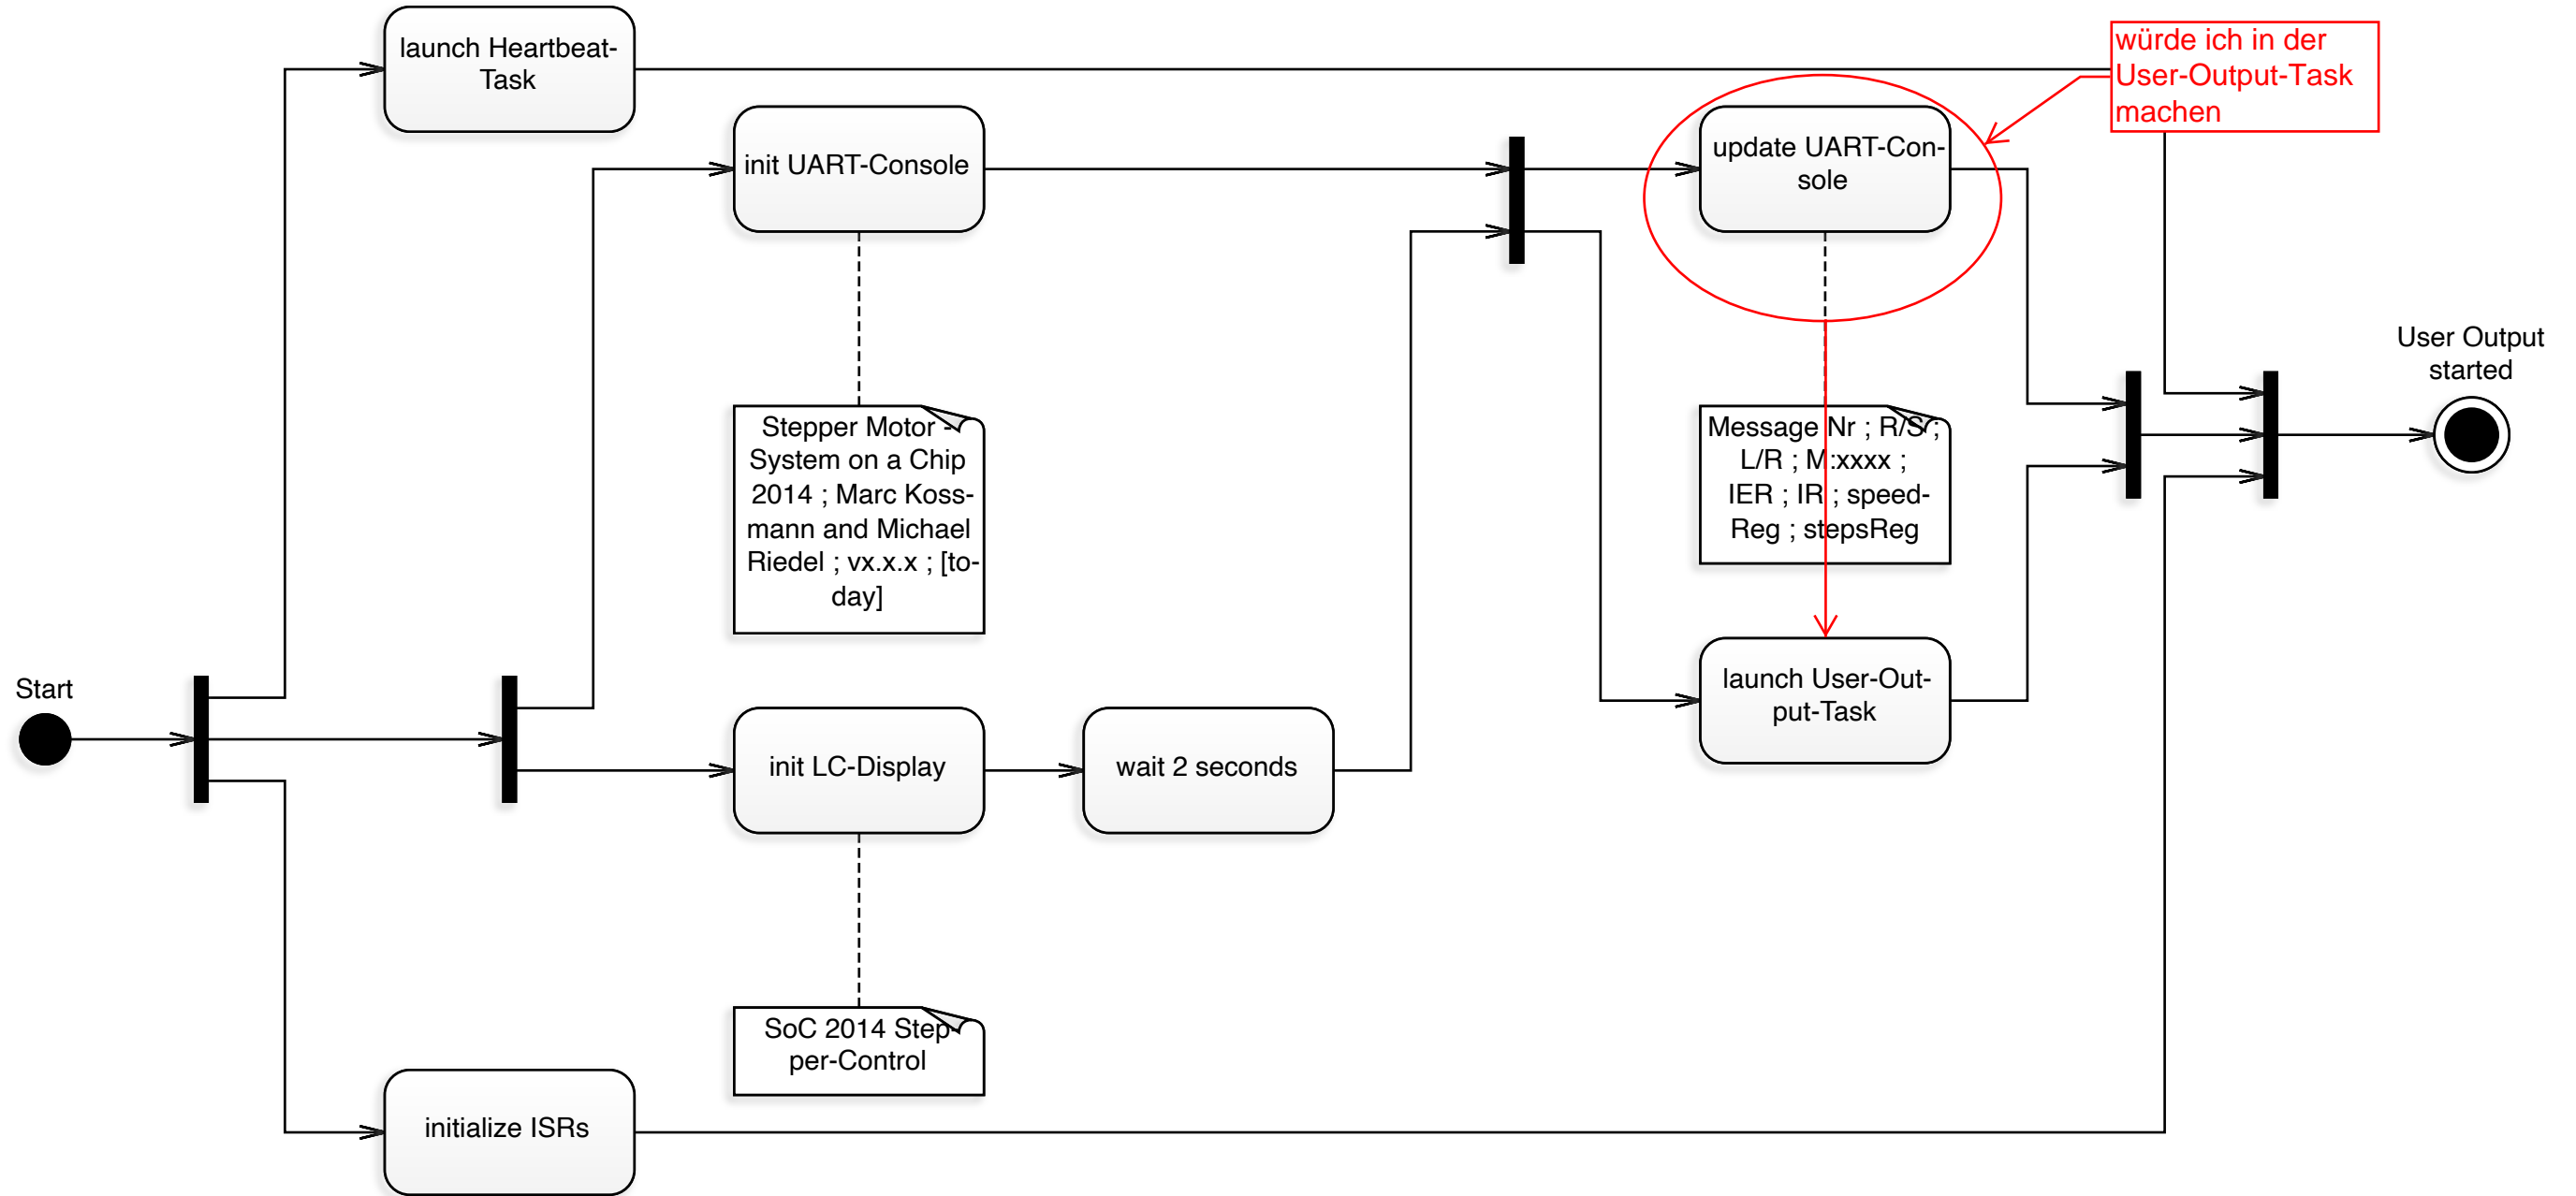 launch Heartbeat-
Task
würde ich in der
User-Output-Task
machen
init UART-Console
update UART-Con-
sole
User Output
started
Stepper Motor -
System on a Chip
2014 ; Marc Koss-
mann and Michael
Riedel ; vx.x.x ; [to-
day]
Message Nr ; R/S ;
L/R ; M:xxxx ;
IER ; IR ; speed-
Reg ; stepsReg
Start
launch User-Out-
put-Task
init LC-Display
wait 2 seconds
SoC 2014 Step-
per-Control
initialize ISRs